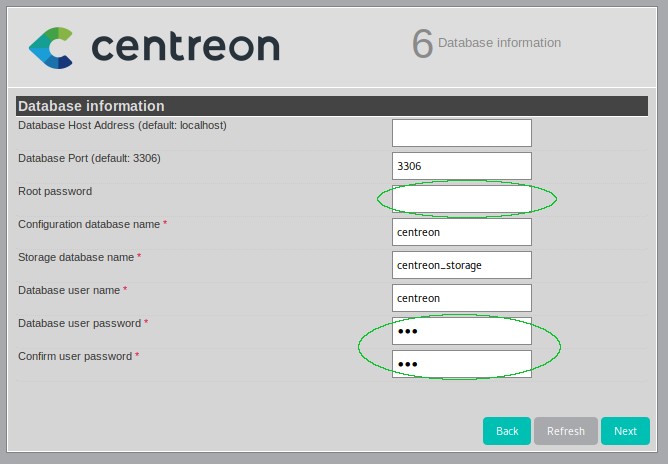 centreon
6 Database information
Database information
Database Host Address (default: localhost)
Database Port (default: 3306) 3306
Root password
Configuration database name * centreon
Storage database name * centreon_storage
Database user name * centreon
Database user password * •••
Confirm user password * •••
Back Refresh Next